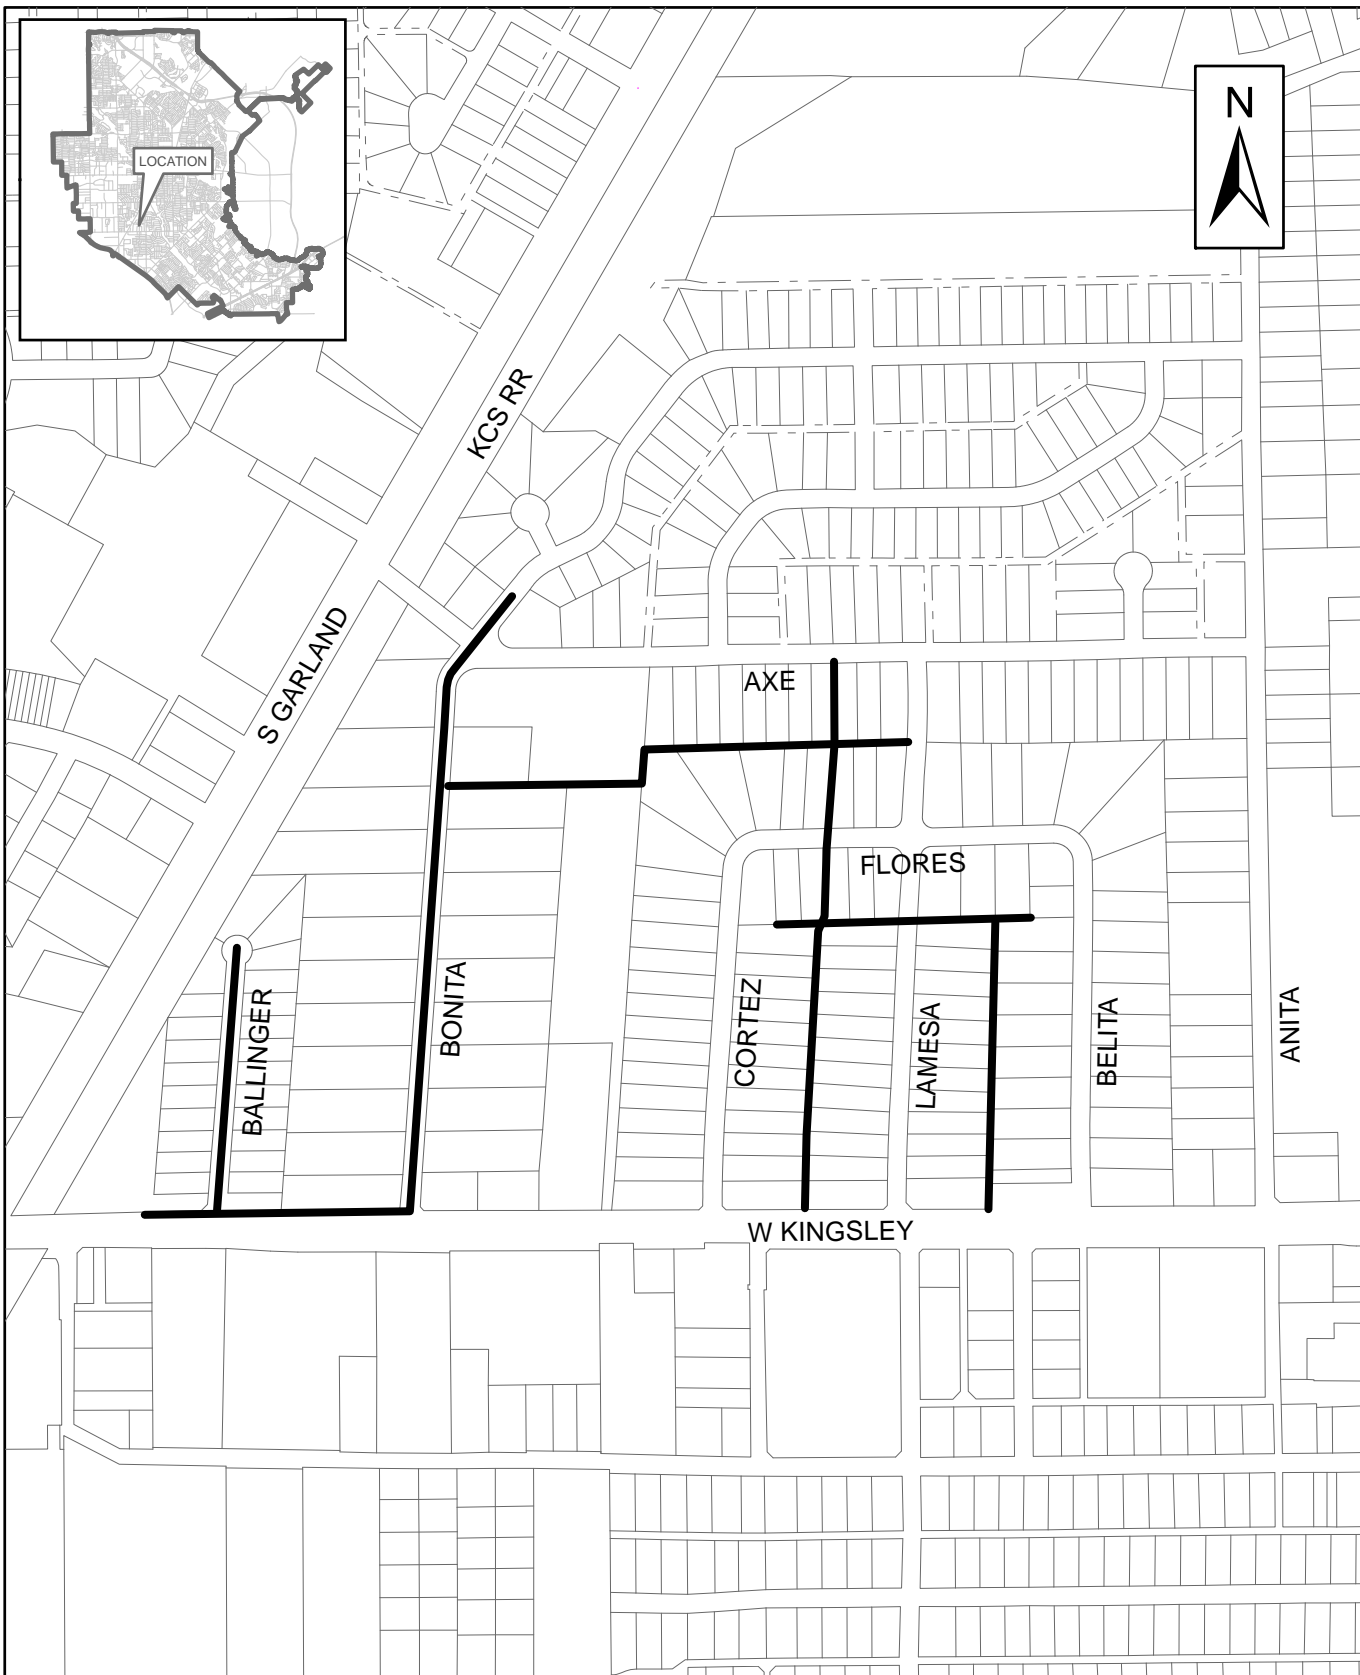 N
LOCATION
KCS RR
S GARLAND
AXE
FLORES
BONITA
BALLINGER
CORTEZ
LAMESA
BELITA
ANITA
W KINGSLEY